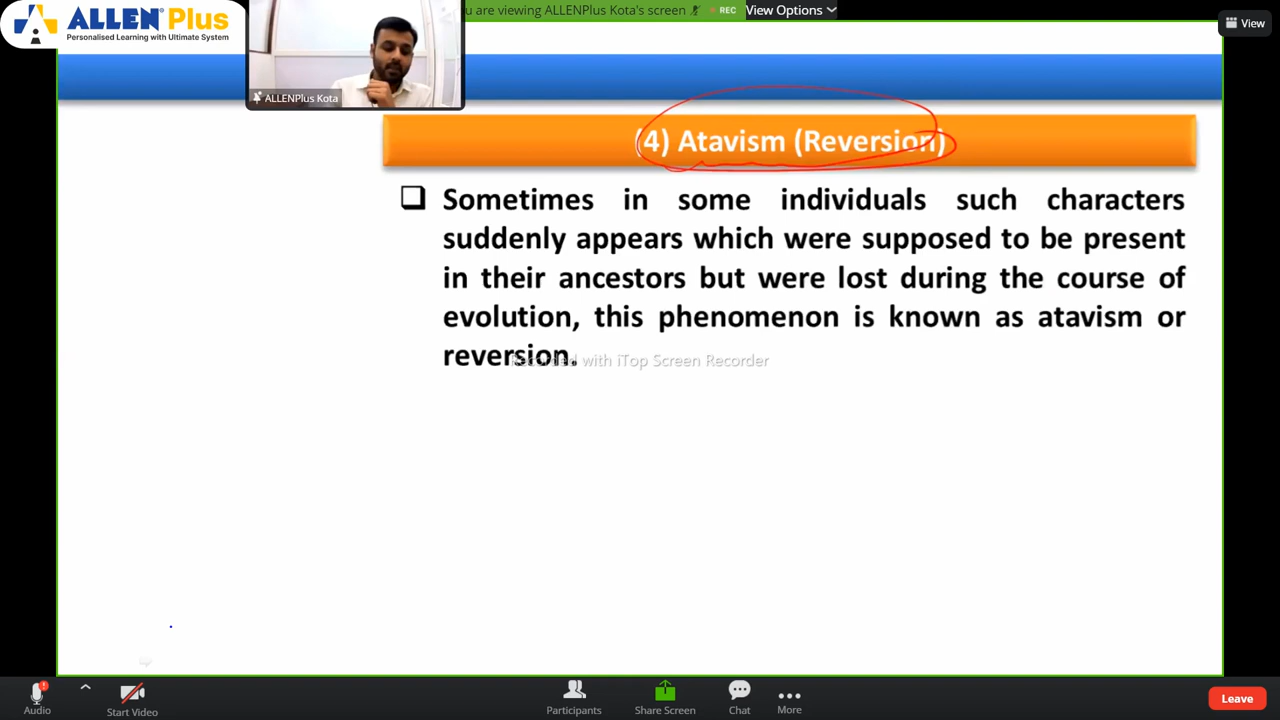 ALLEN Plus
Personalised Learning with Ultimate System
u are viewing ALLENPlus Kota's screen
REC
View Options
View
ALLENPlus Kota
(4) Atavism (Reversion)
Sometimes in some individuals such characters
suddenly appears which were supposed to be present
in their ancestors but were lost during the course of
evolution, this phenomenon is known as atavism or
reversion.
Recorded with iTop Screen Recorder
Audio
Start Video
Participants
Share Screen
Chat
More
Leave